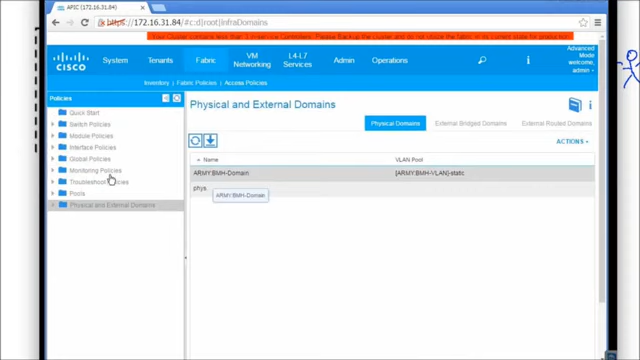 APIC (172.16.31.84)
https://172.16.31.84/#c:d|root|infraDomains
Your Cluster contains less than 3 in-service Controllers. Please Backup the cluster and do not utilize the Fabric in its current state for production.
CISCO
System
Tenants
Fabric
VM
Networking
L4-L7
Services
Admin
Operations
Advanced
Mode
welcome,
admin
Inventory | Fabric Policies | Access Policies
Policies
Quick Start
Switch Policies
Module Policies
Interface Policies
Global Policies
Monitoring Policies
Troubleshoot Policies
Pools
Physical and External Domains
Physical and External Domains
i
Physical Domains
External Bridged Domains
External Routed Domains
ACTIONS
Name
VLAN Pool
ARMY:BMH-Domain
[ARMY:BMH-VLAN]-static
phys
ARMY:BMH-Domain